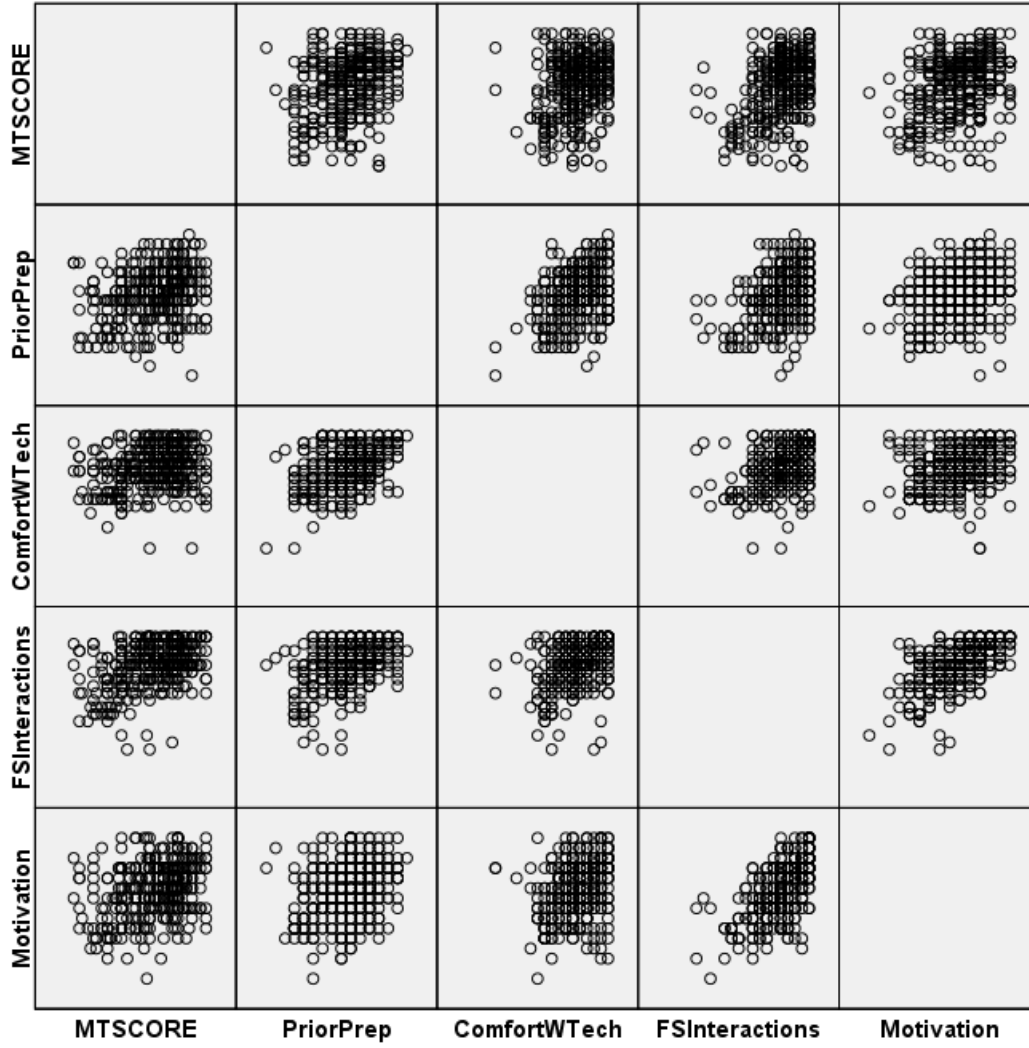 MTSCORE
PriorPrep
ComfortWTech
FSInteractions
Motivation
MTSCORE PriorPrep ComfortWTech FSInteractions Motivation